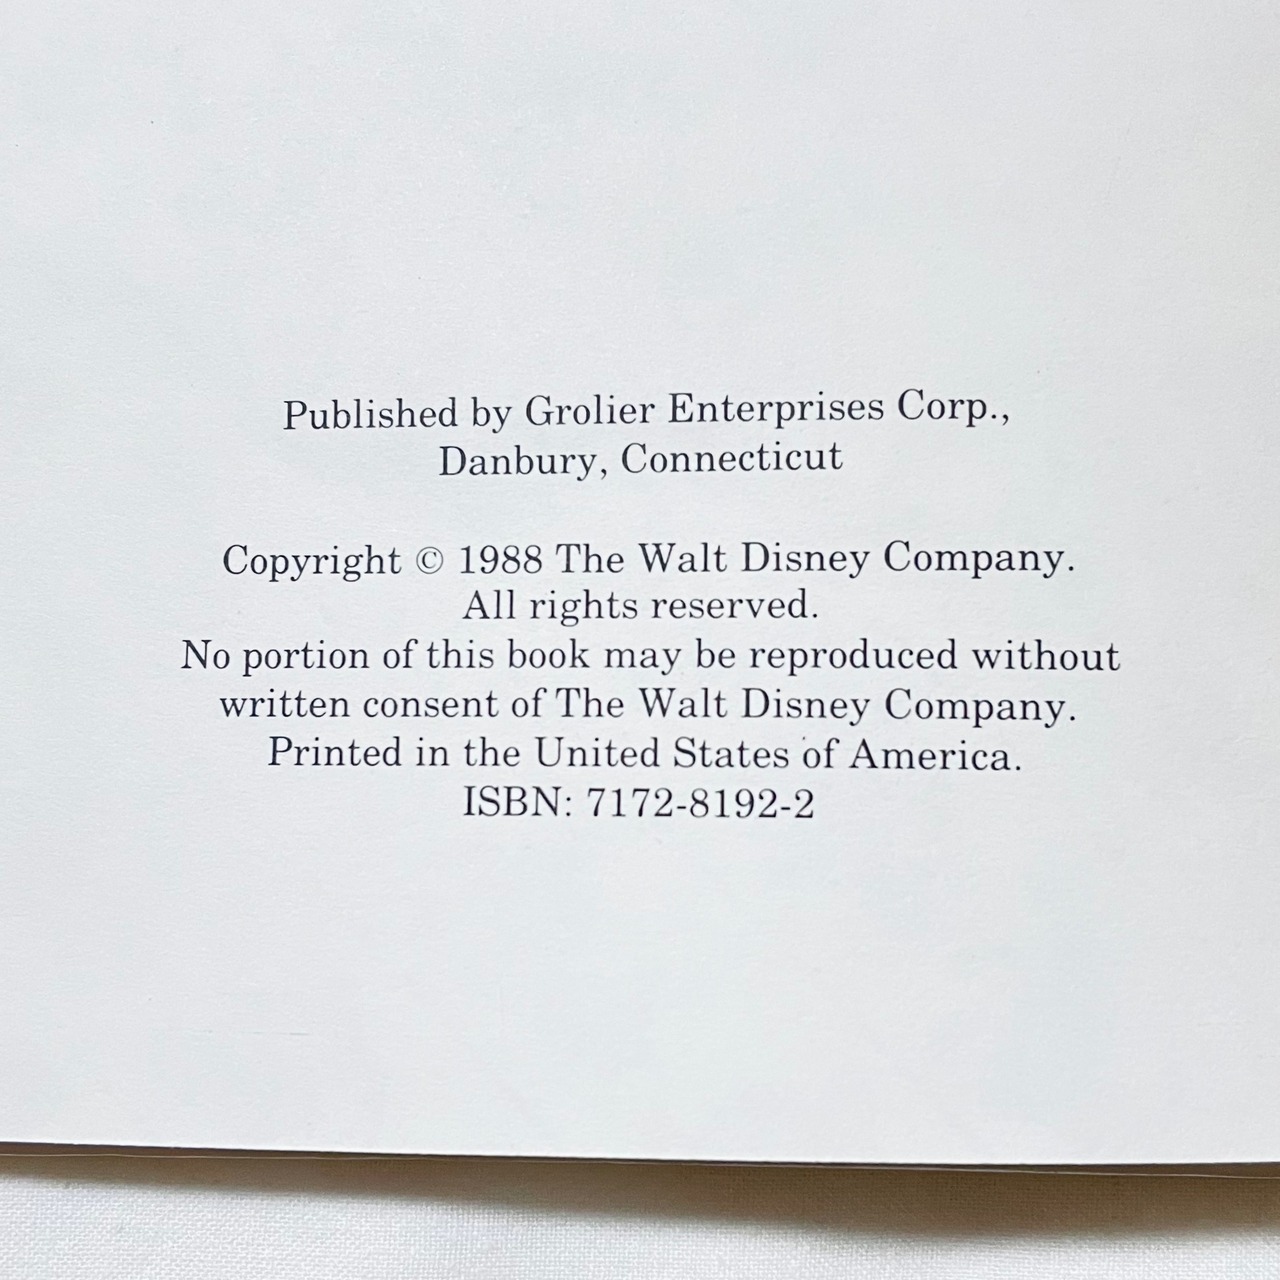 Published by Grolier Enterprises Corp.,
Danbury, Connecticut
Copyright © 1988 The Walt Disney Company.
All rights reserved.
No portion of this book may be reproduced without
written consent of The Walt Disney Company.
Printed in the United States of America.
ISBN: 7172-8192-2